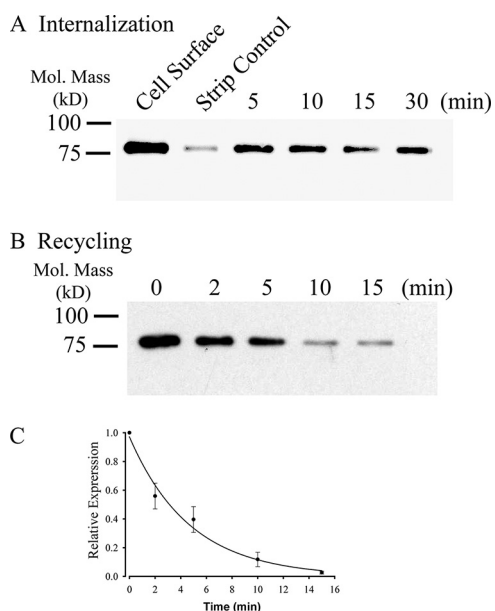 A Internalization
Mol. Mass
(kD)
Cell Surface
Strip Control
5 10 15 30 (min)
100
75
B Recycling
Mol. Mass
(kD)
0 2 5 10 15 (min)
100
75
C
Relative Experssion
1.0
0.8
0.6
0.4
0.2
0.0
0 2 4 6 8 10 12 14 16
Time (min)